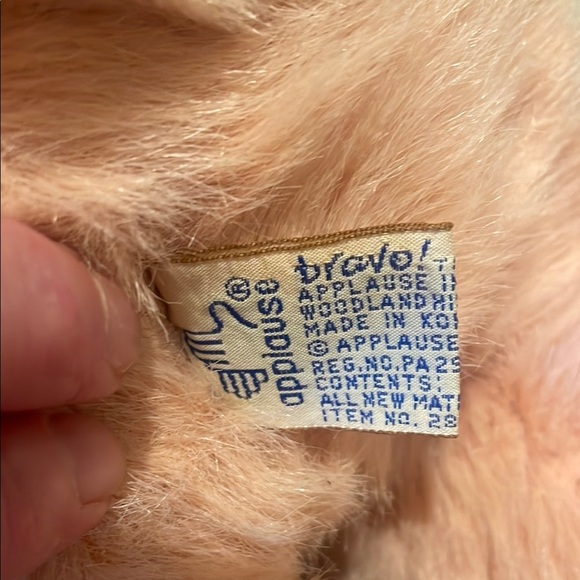 applause®
bravo! T
APPLAUSE I
WOODLAND HI
MADE IN KO
© APPLAUSE
REG. NO. PA 29
CONTENTS:
ALL NEW MAT
ITEM NO. 28